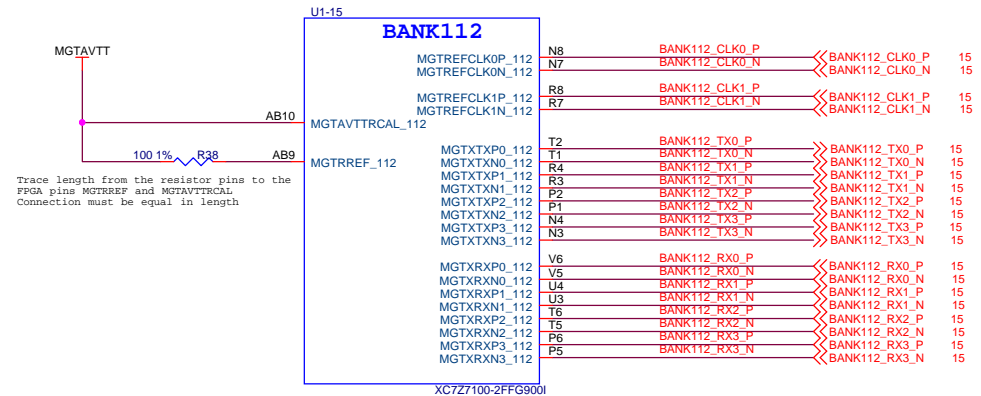 U1-15
BANK112
MGTAVTT
MGTREFCLK0P_112 N8 BANK112_CLK0_P BANK112_CLK0_P 15
MGTREFCLK0N_112 N7 BANK112_CLK0_N BANK112_CLK0_N 15
MGTREFCLK1P_112 R8 BANK112_CLK1_P BANK112_CLK1_P 15
MGTREFCLK1N_112 R7 BANK112_CLK1_N BANK112_CLK1_N 15
AB10 MGTAVTTRCAL_112
100 1% R38 AB9 MGTRREF_112
Trace length from the resistor pins to the
FPGA pins MGTRREF and MGTAVTTRCAL
Connection must be equal in length
MGTXTXP0_112 T2 BANK112_TX0_P BANK112_TX0_P 15
MGTXTXN0_112 T1 BANK112_TX0_N BANK112_TX0_N 15
MGTXTXP1_112 R4 BANK112_TX1_P BANK112_TX1_P 15
MGTXTXN1_112 R3 BANK112_TX1_N BANK112_TX1_N 15
MGTXTXP2_112 P2 BANK112_TX2_P BANK112_TX2_P 15
MGTXTXN2_112 P1 BANK112_TX2_N BANK112_TX2_N 15
MGTXTXP3_112 N4 BANK112_TX3_P BANK112_TX3_P 15
MGTXTXN3_112 N3 BANK112_TX3_N BANK112_TX3_N 15
MGTXRXP0_112 V6 BANK112_RX0_P BANK112_RX0_P 15
MGTXRXN0_112 V5 BANK112_RX0_N BANK112_RX0_N 15
MGTXRXP1_112 U4 BANK112_RX1_P BANK112_RX1_P 15
MGTXRXN1_112 U3 BANK112_RX1_N BANK112_RX1_N 15
MGTXRXP2_112 T6 BANK112_RX2_P BANK112_RX2_P 15
MGTXRXN2_112 T5 BANK112_RX2_N BANK112_RX2_N 15
MGTXRXP3_112 P6 BANK112_RX3_P BANK112_RX3_P 15
MGTXRXN3_112 P5 BANK112_RX3_N BANK112_RX3_N 15
XC7Z7100-2FFG900I